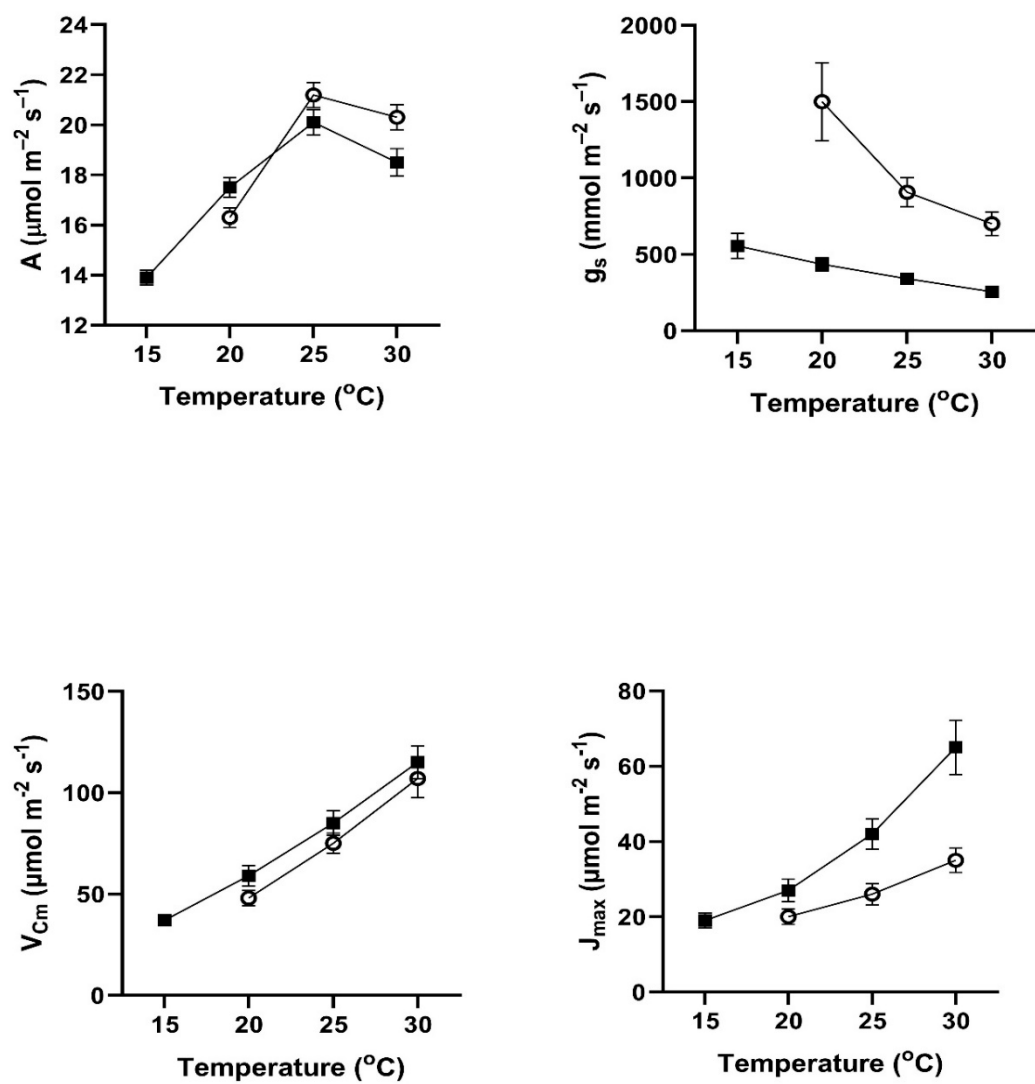 A (μmol m⁻² s⁻¹)
24
22
20
18
16
14
12
15 20 25 30
Temperature (°C)
gₛ (mmol m⁻² s⁻¹)
2000
1500
1000
500
0
15 20 25 30
Temperature (°C)
V_Cm (μmol m⁻² s⁻¹)
150
100
50
0
15 20 25 30
Temperature (°C)
J_max (μmol m⁻² s⁻¹)
80
60
40
20
0
15 20 25 30
Temperature (°C)